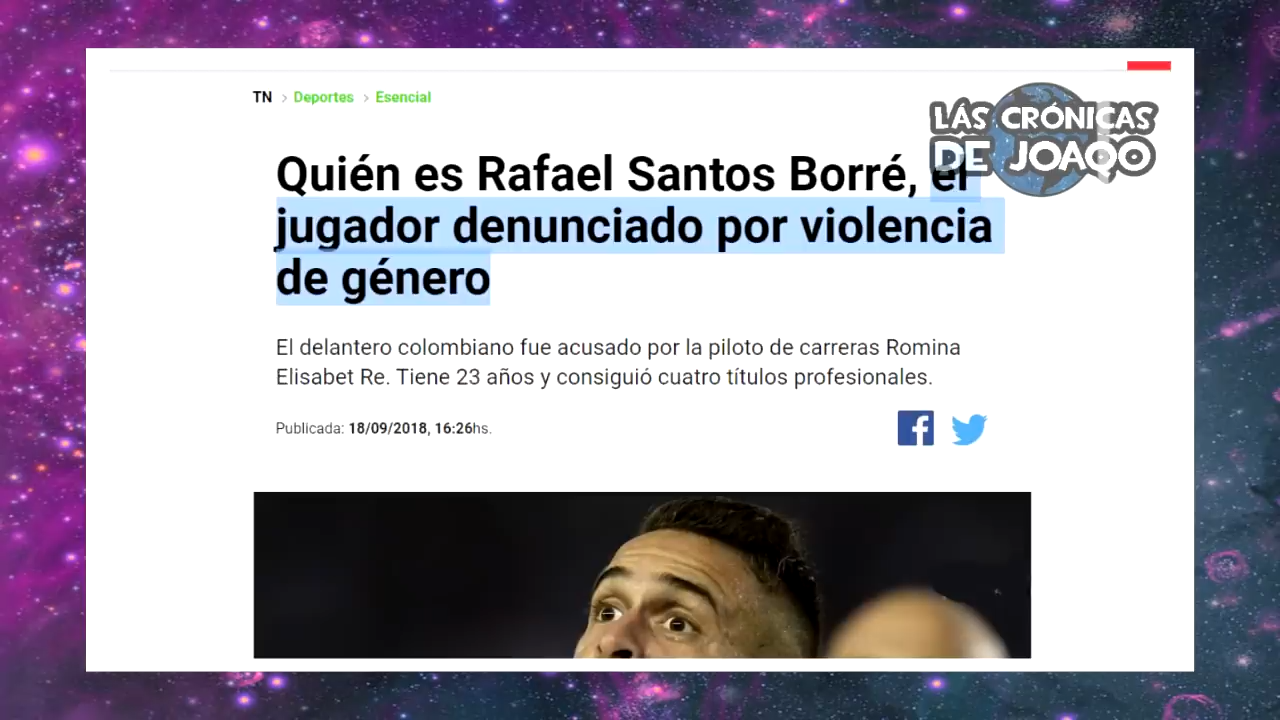 TN > Deportes > Esencial
LÁS CRÓNICAS
DE JOAQO
Quién es Rafael Santos Borré, el
jugador denunciado por violencia
de género
El delantero colombiano fue acusado por la piloto de carreras Romina
Elisabet Re. Tiene 23 años y consiguió cuatro títulos profesionales.
Publicada: 18/09/2018, 16:26hs.